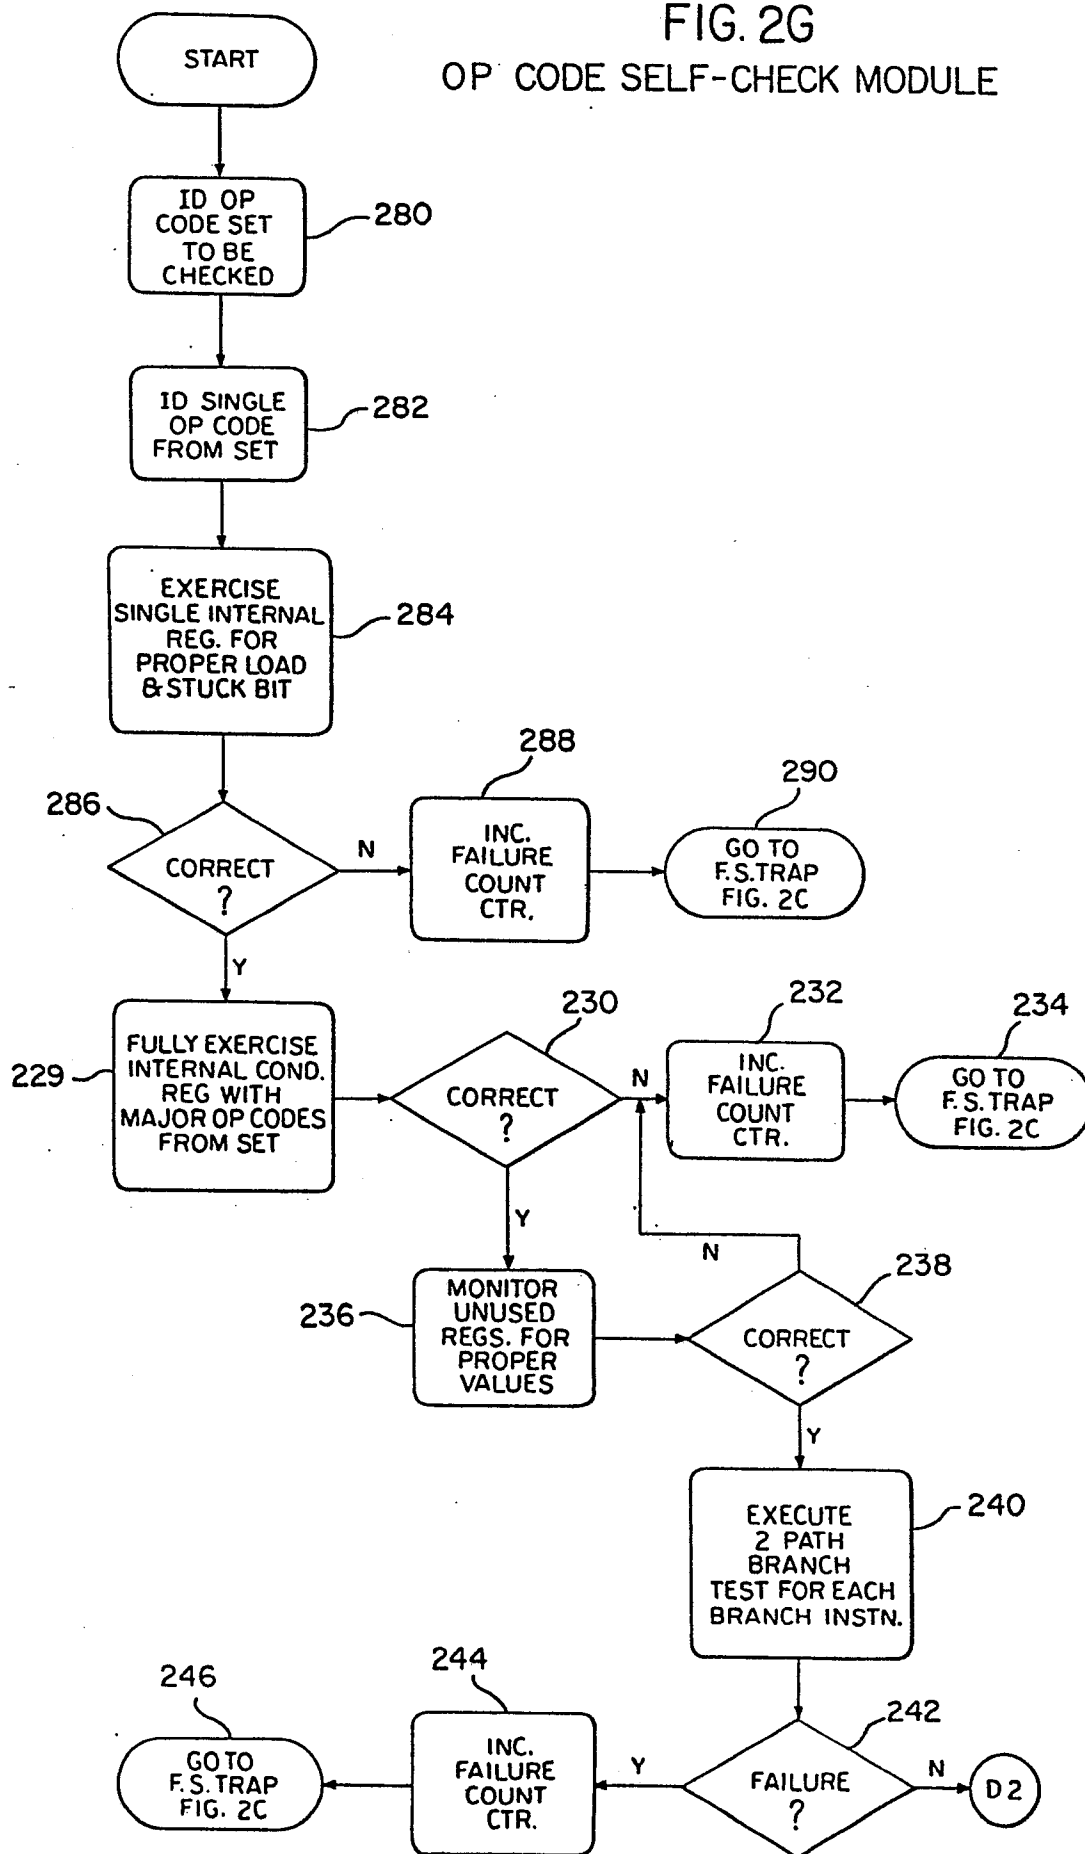 FIG. 2G
OP CODE SELF-CHECK MODULE
START
ID OP
CODE SET
TO BE
CHECKED
280
ID SINGLE
OP CODE
FROM SET
282
EXERCISE
SINGLE INTERNAL
REG. FOR
PROPER LOAD
& STUCK BIT
284
286
CORRECT
?
N
Y
288
INC.
FAILURE
COUNT
CTR.
290
GO TO
F.S.TRAP
FIG. 2C
229
FULLY EXERCISE
INTERNAL COND.
REG WITH
MAJOR OP CODES
FROM SET
230
CORRECT
?
N
Y
232
INC.
FAILURE
COUNT
CTR.
234
GO TO
F.S.TRAP
FIG. 2C
236
MONITOR
UNUSED
REGS. FOR
PROPER
VALUES
238
CORRECT
?
N
Y
240
EXECUTE
2 PATH
BRANCH
TEST FOR EACH
BRANCH INSTN.
242
FAILURE
?
Y
N
D2
244
INC.
FAILURE
COUNT
CTR.
246
GO TO
F.S.TRAP
FIG. 2C